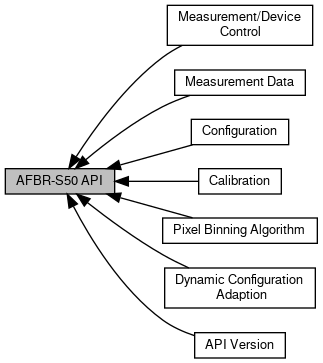 Measurement/Device
Control
Measurement Data
Configuration
AFBR-S50 API
Calibration
Pixel Binning Algorithm
Dynamic Configuration
Adaption
API Version